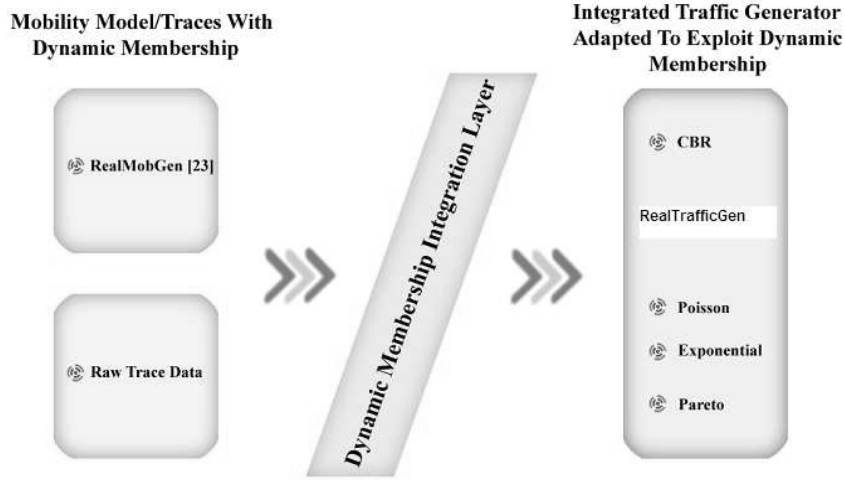 Mobility Model/Traces With
Dynamic Membership
RealMobGen [23]
Raw Trace Data
Dynamic Membership Integration Layer
Integrated Traffic Generator
Adapted To Exploit Dynamic
Membership
CBR
RealTrafficGen
Poisson
Exponential
Pareto